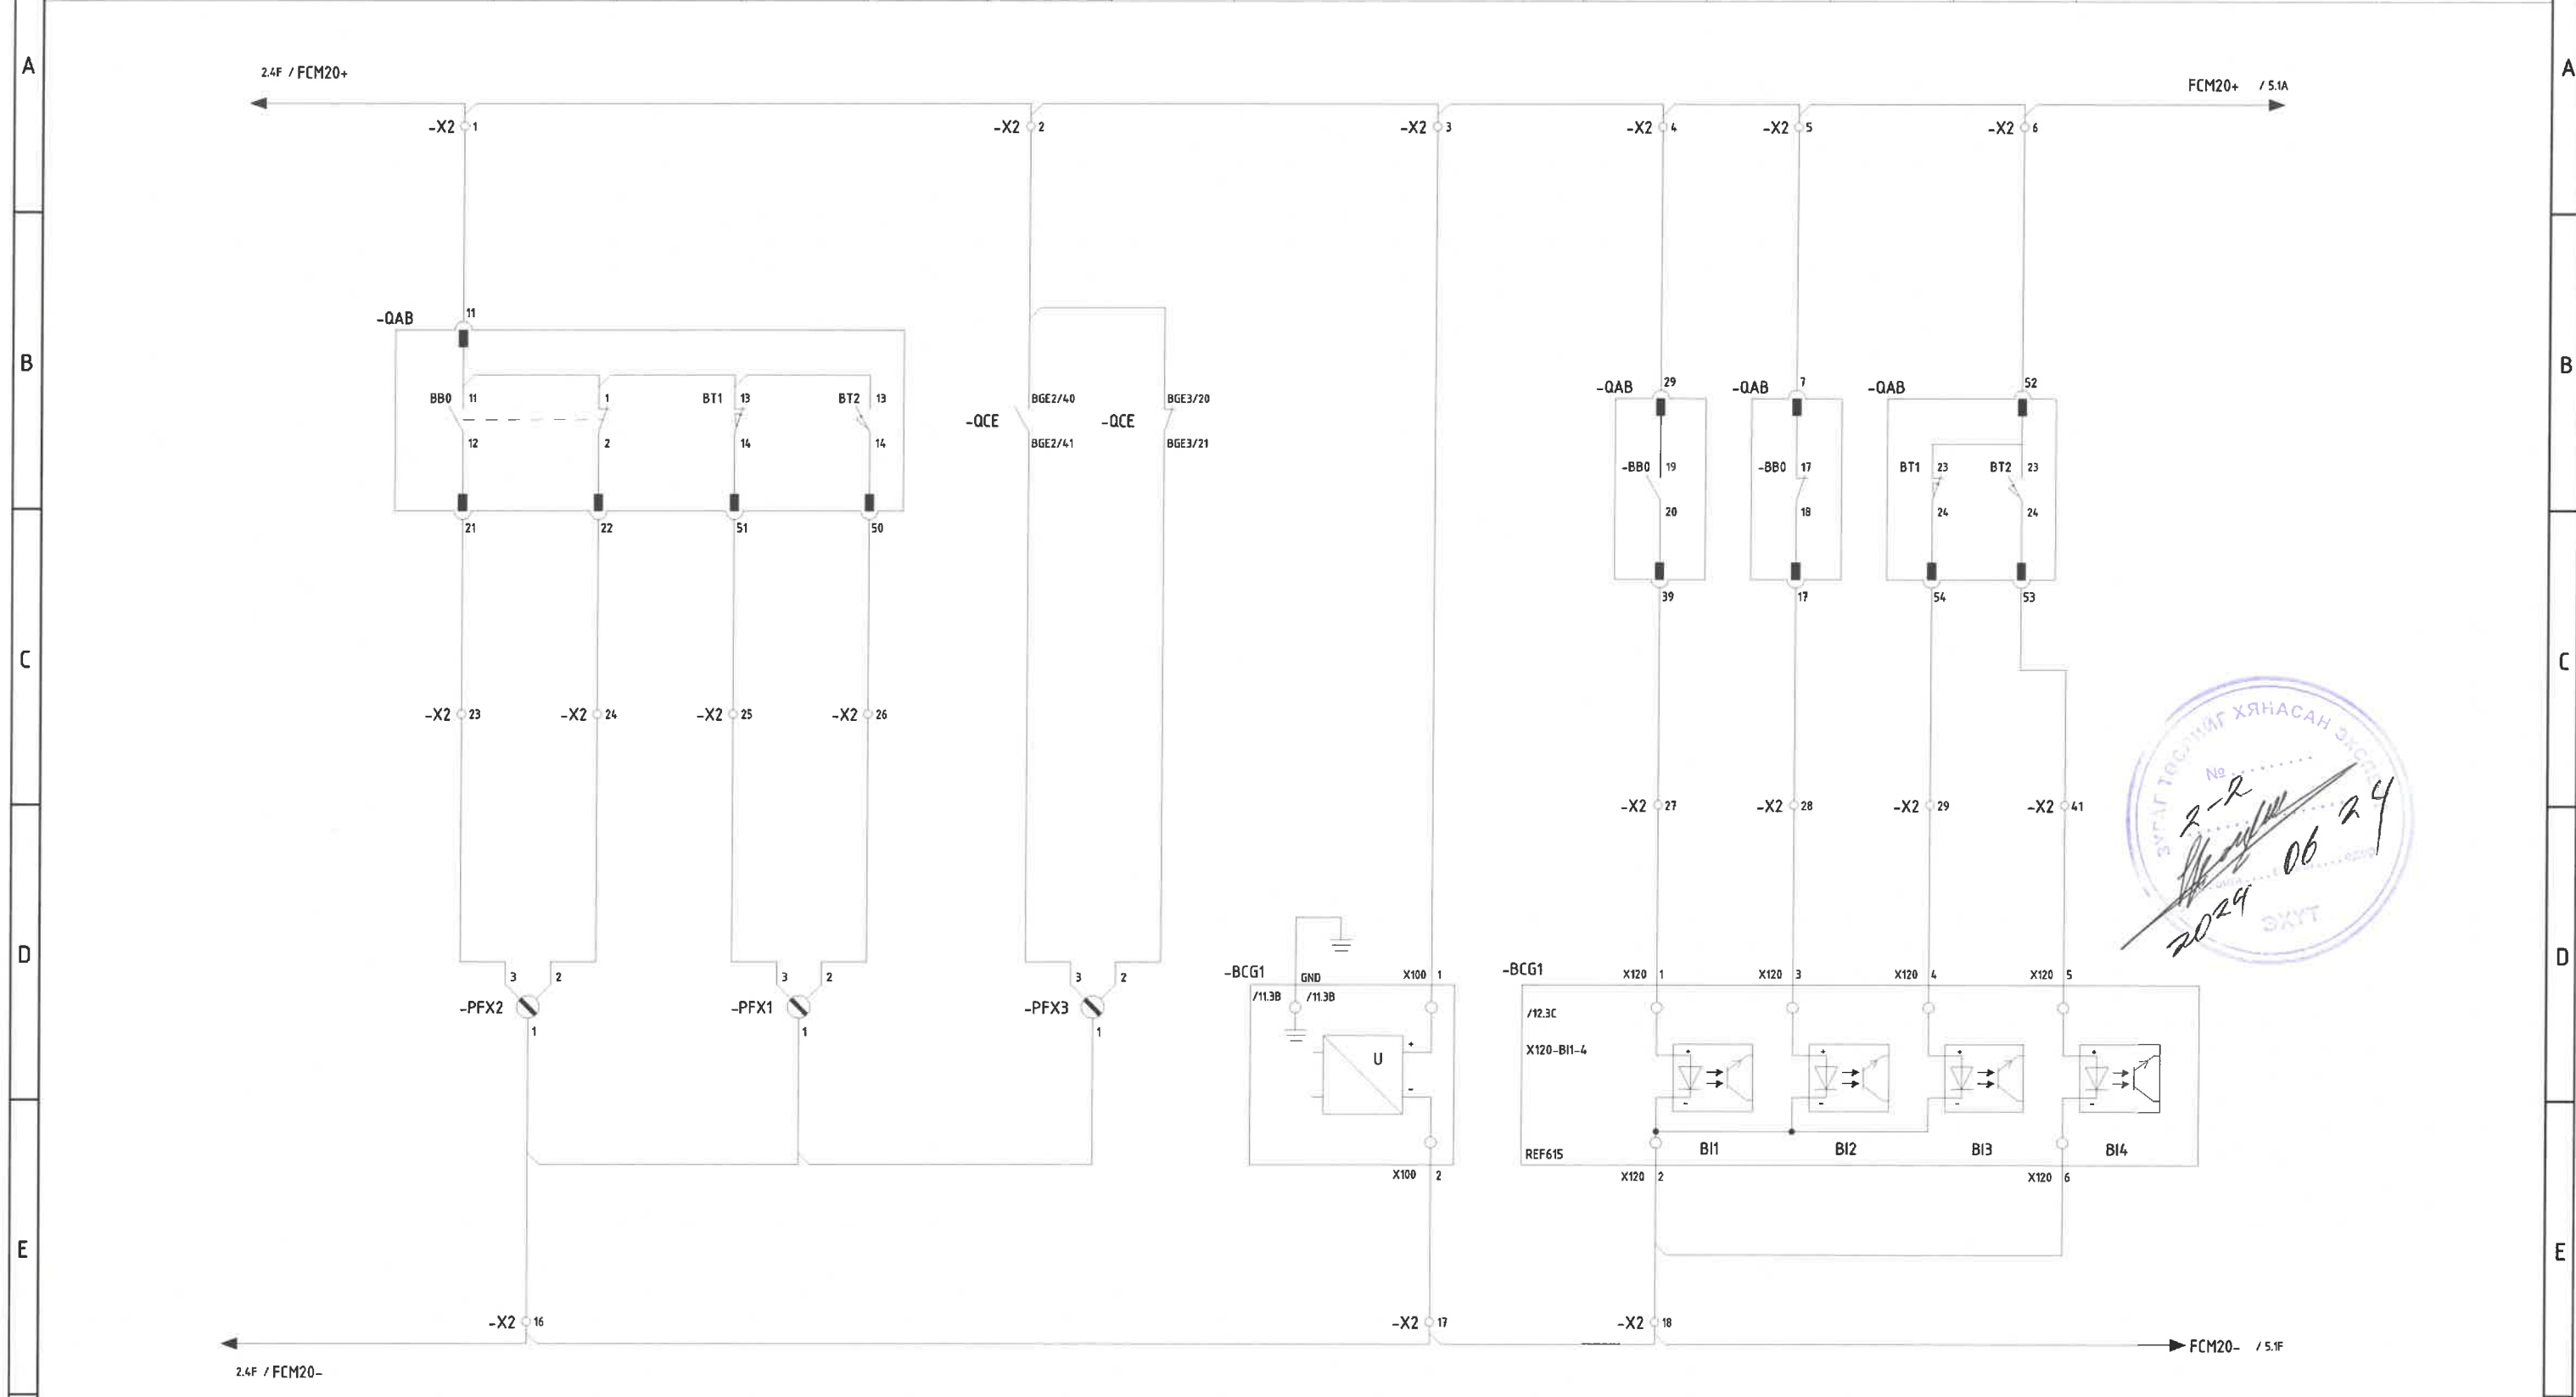 A A
2.4F / FCM20+
FCM20+ / 5.1A
-X2 1 -X2 2 -X2 3 -X2 4 -X2 5 -X2 6
-QAB 11
B B
BB0 11 1 BT1 13 BT2 13
12 2 14 14
21 22 51 50
-QCE BGE2/40 -QCE BGE3/20
BGE2/41 BGE3/21
-QAB 29 -QAB 7 -QAB 52
-BB0 19 -BB0 17 BT1 23 BT2 23
20 18 24 24
39 17 54 53
C C
-X2 23 -X2 24 -X2 25 -X2 26
-X2 27 -X2 28 -X2 29 -X2 41
ХЯНАСАН
№
2-2
2024 06 24
ЭХҮТ
D D
3 2 3 2 3 2
-PFX2 -PFX1 -PFX3
1 1 1
-BCG1 GND X100 1
/11.3B /11.3B
U
+
-
X100 2
-BCG1 X120 1 X120 3 X120 4 X120 5
/12.3C
X120-BI1-4
+ + + +
- - - -
REF615 BI1 BI2 BI3 BI4
X120 2 X120 6
E E
-X2 16 -X2 17 -X2 18
2.4F / FCM20-
FCM20- / 5.1F